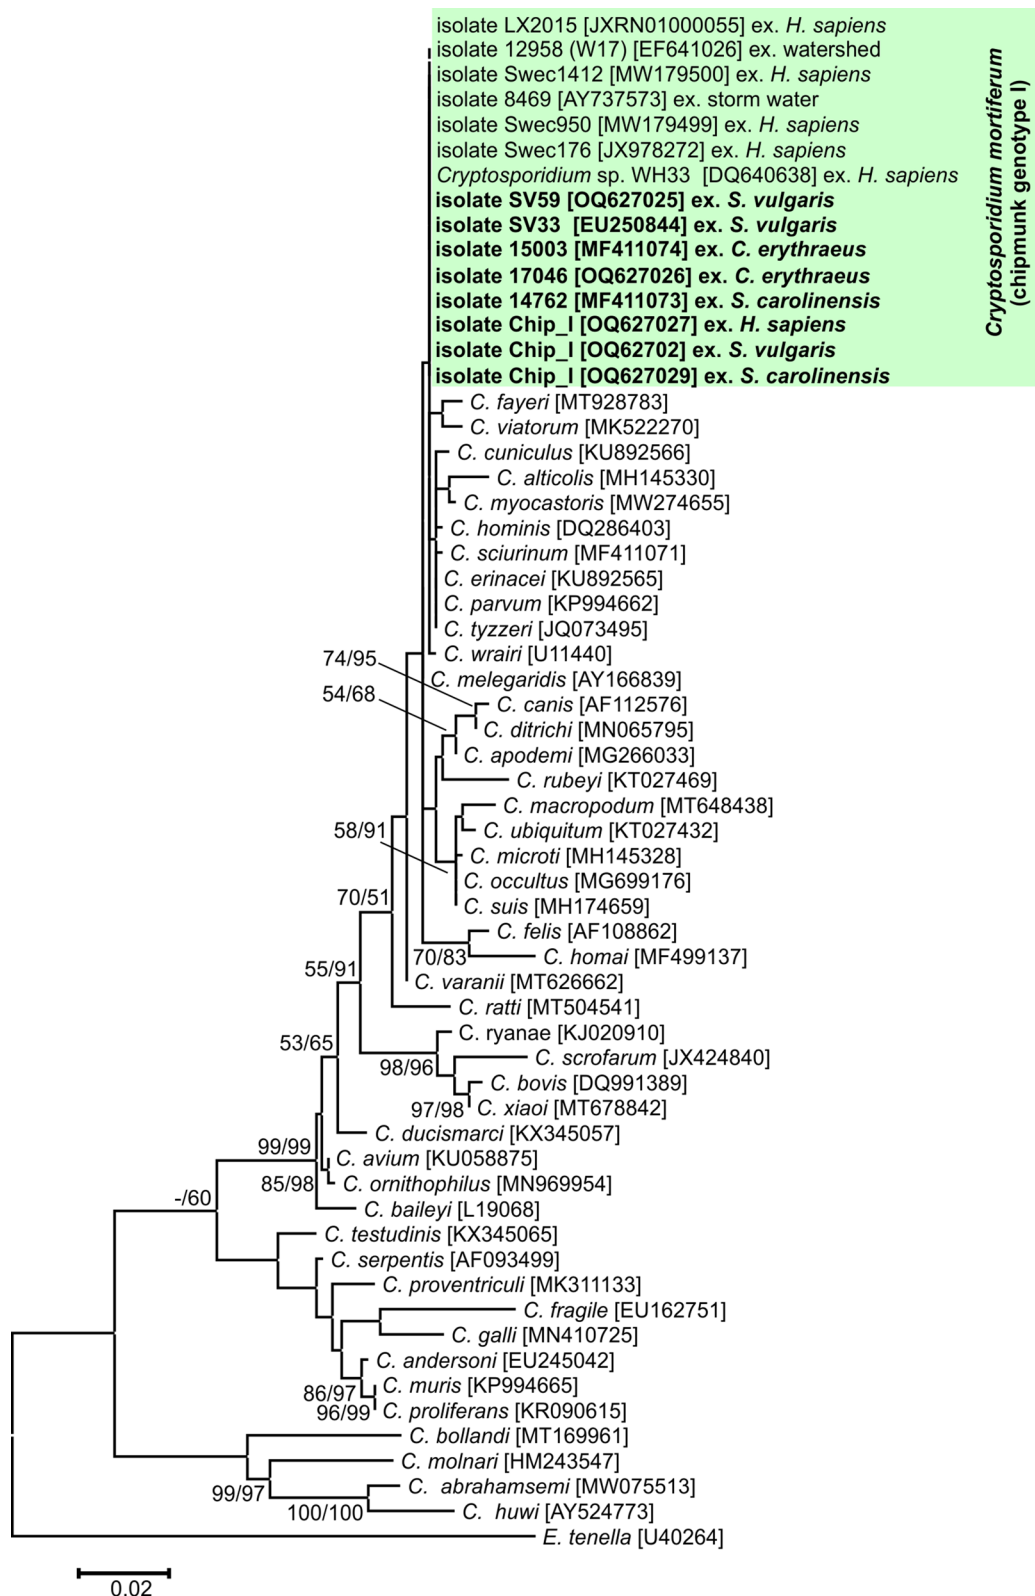 isolate LX2015 [JXRN01000055] ex. H. sapiens
isolate 12958 (W17) [EF641026] ex. watershed
isolate Swec1412 [MW179500] ex. H. sapiens
isolate 8469 [AY737573] ex. storm water
isolate Swec950 [MW179499] ex. H. sapiens
isolate Swec176 [JX978272] ex. H. sapiens
Cryptosporidium sp. WH33 [DQ640638] ex. H. sapiens
isolate SV59 [OQ627025] ex. S. vulgaris
isolate SV33 [EU250844] ex. S. vulgaris
isolate 15003 [MF411074] ex. C. erythraeus
isolate 17046 [OQ627026] ex. C. erythraeus
isolate 14762 [MF411073] ex. S. carolinensis
isolate Chip_I [OQ627027] ex. H. sapiens
isolate Chip_I [OQ62702] ex. S. vulgaris
isolate Chip_I [OQ627029] ex. S. carolinensis
Cryptosporidium mortiferum
(chipmunk genotype I)
C. fayeri [MT928783]
C. viatorum [MK522270]
C. cuniculus [KU892566]
C. alticolis [MH145330]
C. myocastoris [MW274655]
C. hominis [DQ286403]
C. sciurinum [MF411071]
C. erinacei [KU892565]
C. parvum [KP994662]
C. tyzzeri [JQ073495]
C. wrairi [U11440]
74/95
C. melegaridis [AY166839]
54/68
C. canis [AF112576]
C. ditrichi [MN065795]
C. apodemi [MG266033]
C. rubeyi [KT027469]
C. macropodum [MT648438]
58/91
C. ubiquitum [KT027432]
C. microti [MH145328]
C. occultus [MG699176]
70/51
C. suis [MH174659]
C. felis [AF108862]
70/83
C. homai [MF499137]
55/91
C. varanii [MT626662]
C. ratti [MT504541]
C. ryanae [KJ020910]
53/65
C. scrofarum [JX424840]
98/96
C. bovis [DQ991389]
97/98
C. xiaoi [MT678842]
C. ducismarci [KX345057]
99/99
C. avium [KU058875]
85/98
C. ornithophilus [MN969954]
-/60
C. baileyi [L19068]
C. testudinis [KX345065]
C. serpentis [AF093499]
C. proventriculi [MK311133]
C. fragile [EU162751]
C. galli [MN410725]
C. andersoni [EU245042]
86/97
C. muris [KP994665]
96/99
C. proliferans [KR090615]
C. bollandi [MT169961]
C. molnari [HM243547]
99/97
C. abrahamsemi [MW075513]
100/100
C. huwi [AY524773]
E. tenella [U40264]
0.02